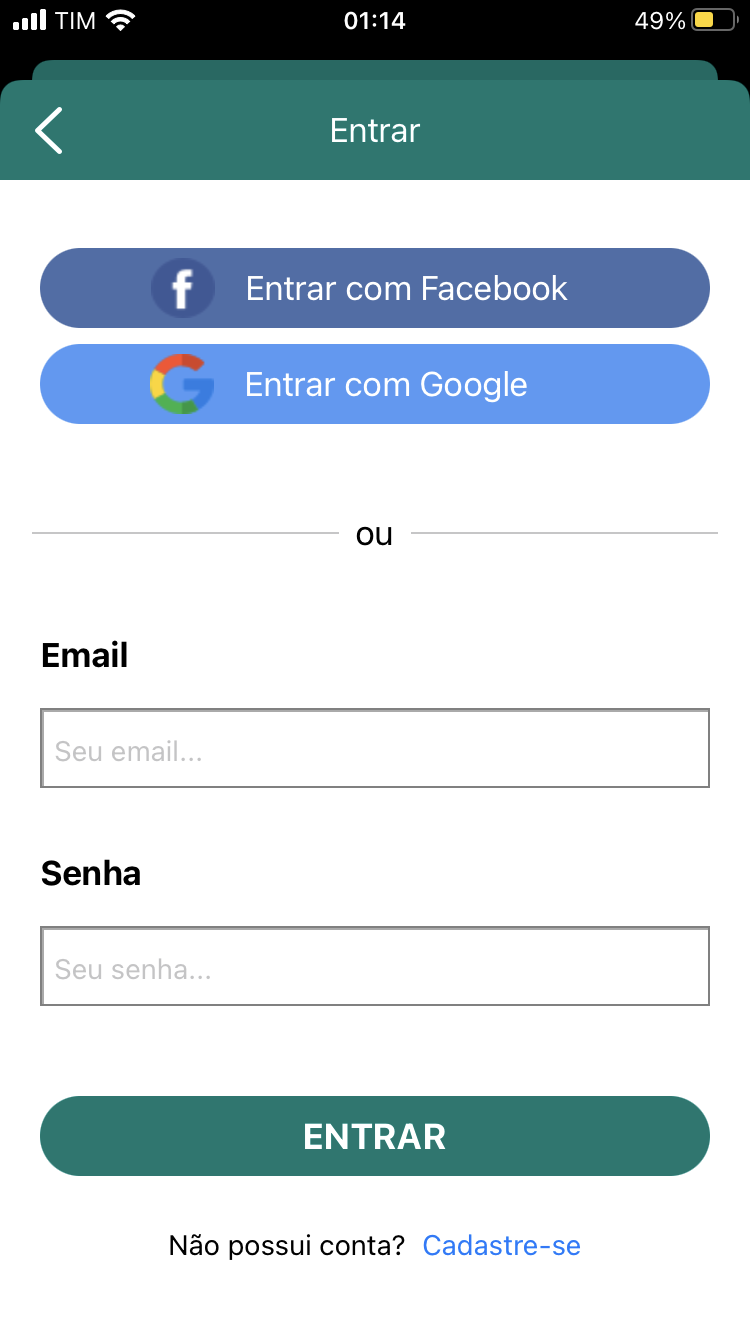 TIM 01:14 49%
Entrar
Entrar com Facebook
Entrar com Google
ou
Email
Seu email...
Senha
Seu senha...
ENTRAR
Não possui conta? Cadastre-se